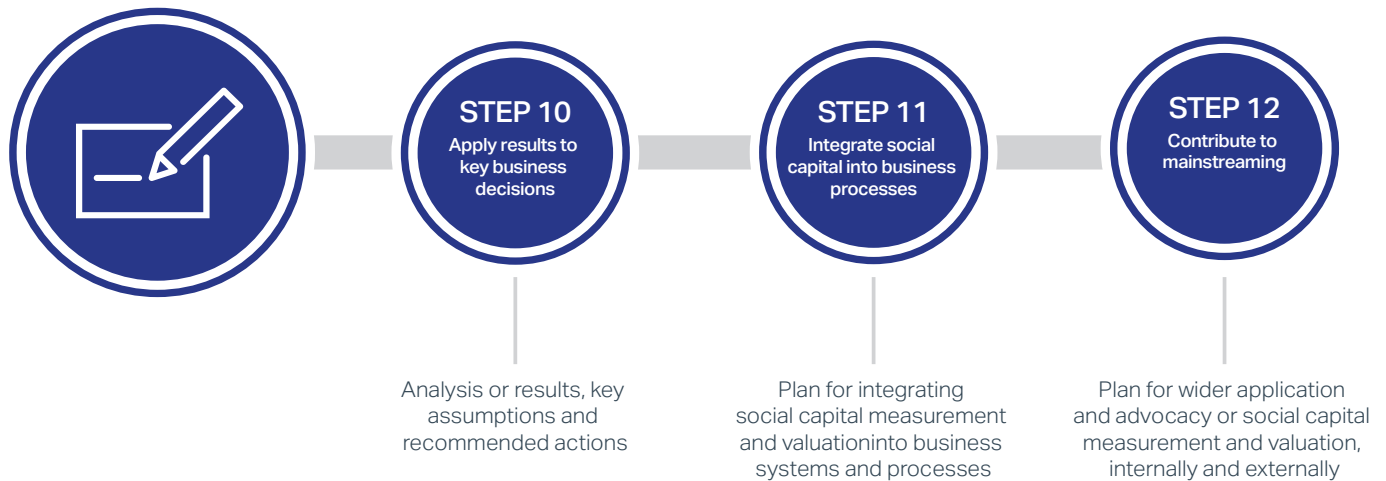 STEP 10
Apply results to
key business
decisions
STEP 11
Integrate social
capital into business
processes
STEP 12
Contribute to
mainstreaming
Analysis or results, key
assumptions and
recommended actions
Plan for integrating
social capital measurement
and valuationinto business
systems and processes
Plan for wider application
and advocacy or social capital
measurement and valuation,
internally and externally